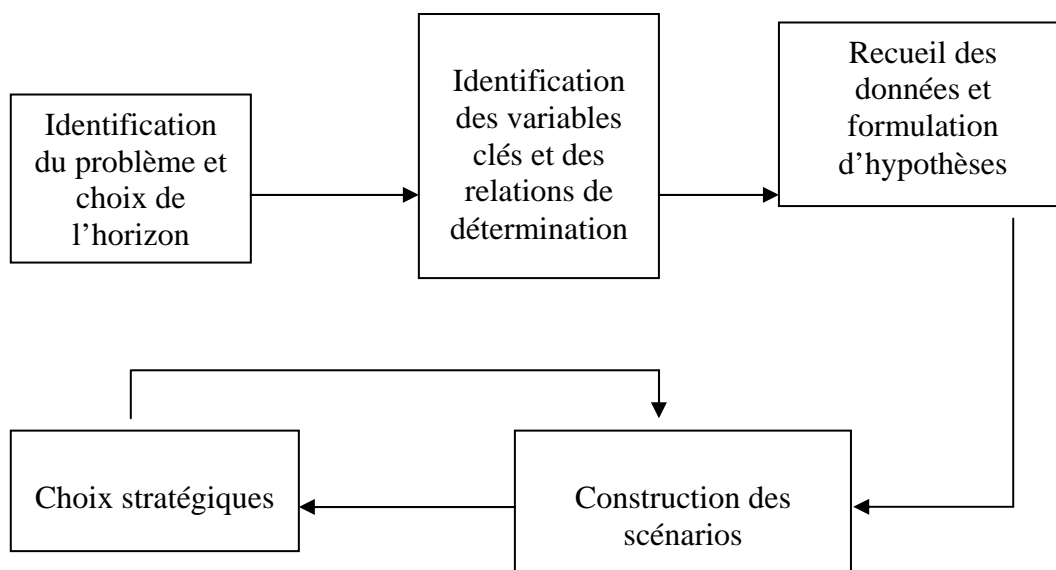 Identification
du problème et
choix de
l’horizon
Identification
des variables
clés et des
relations de
détermination
Recueil des
données et
formulation
d’hypothèses
Choix stratégiques
Construction des
scénarios